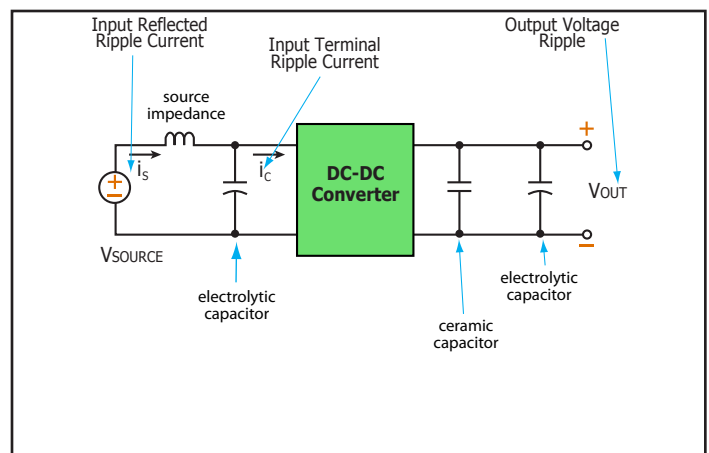 Input Reflected
Ripple Current
Input Terminal
Ripple Current
Output Voltage
Ripple
source
impedance
iS
iC
DC-DC
Converter
+
−
+
−
VOUT
VSOURCE
electrolytic
capacitor
ceramic
capacitor
electrolytic
capacitor